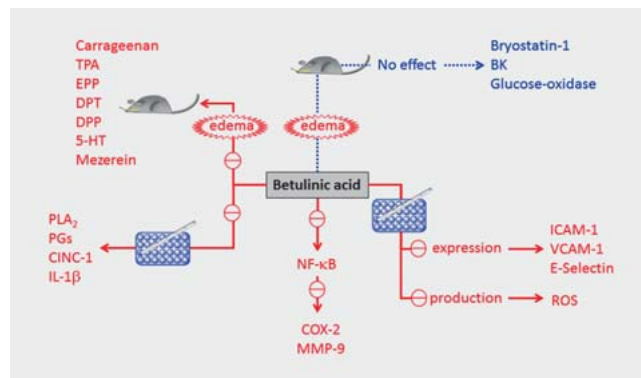 Carrageenan
TPA
EPP
DPT
DPP
5-HT
Mezerein
edema
No effect
Bryostatin-1
BK
Glucose-oxidase
edema
Betulinic acid
PLA₂
PGs
CINC-1
IL-1β
NF-κB
COX-2
MMP-9
expression
ICAM-1
VCAM-1
E-Selectin
production
ROS